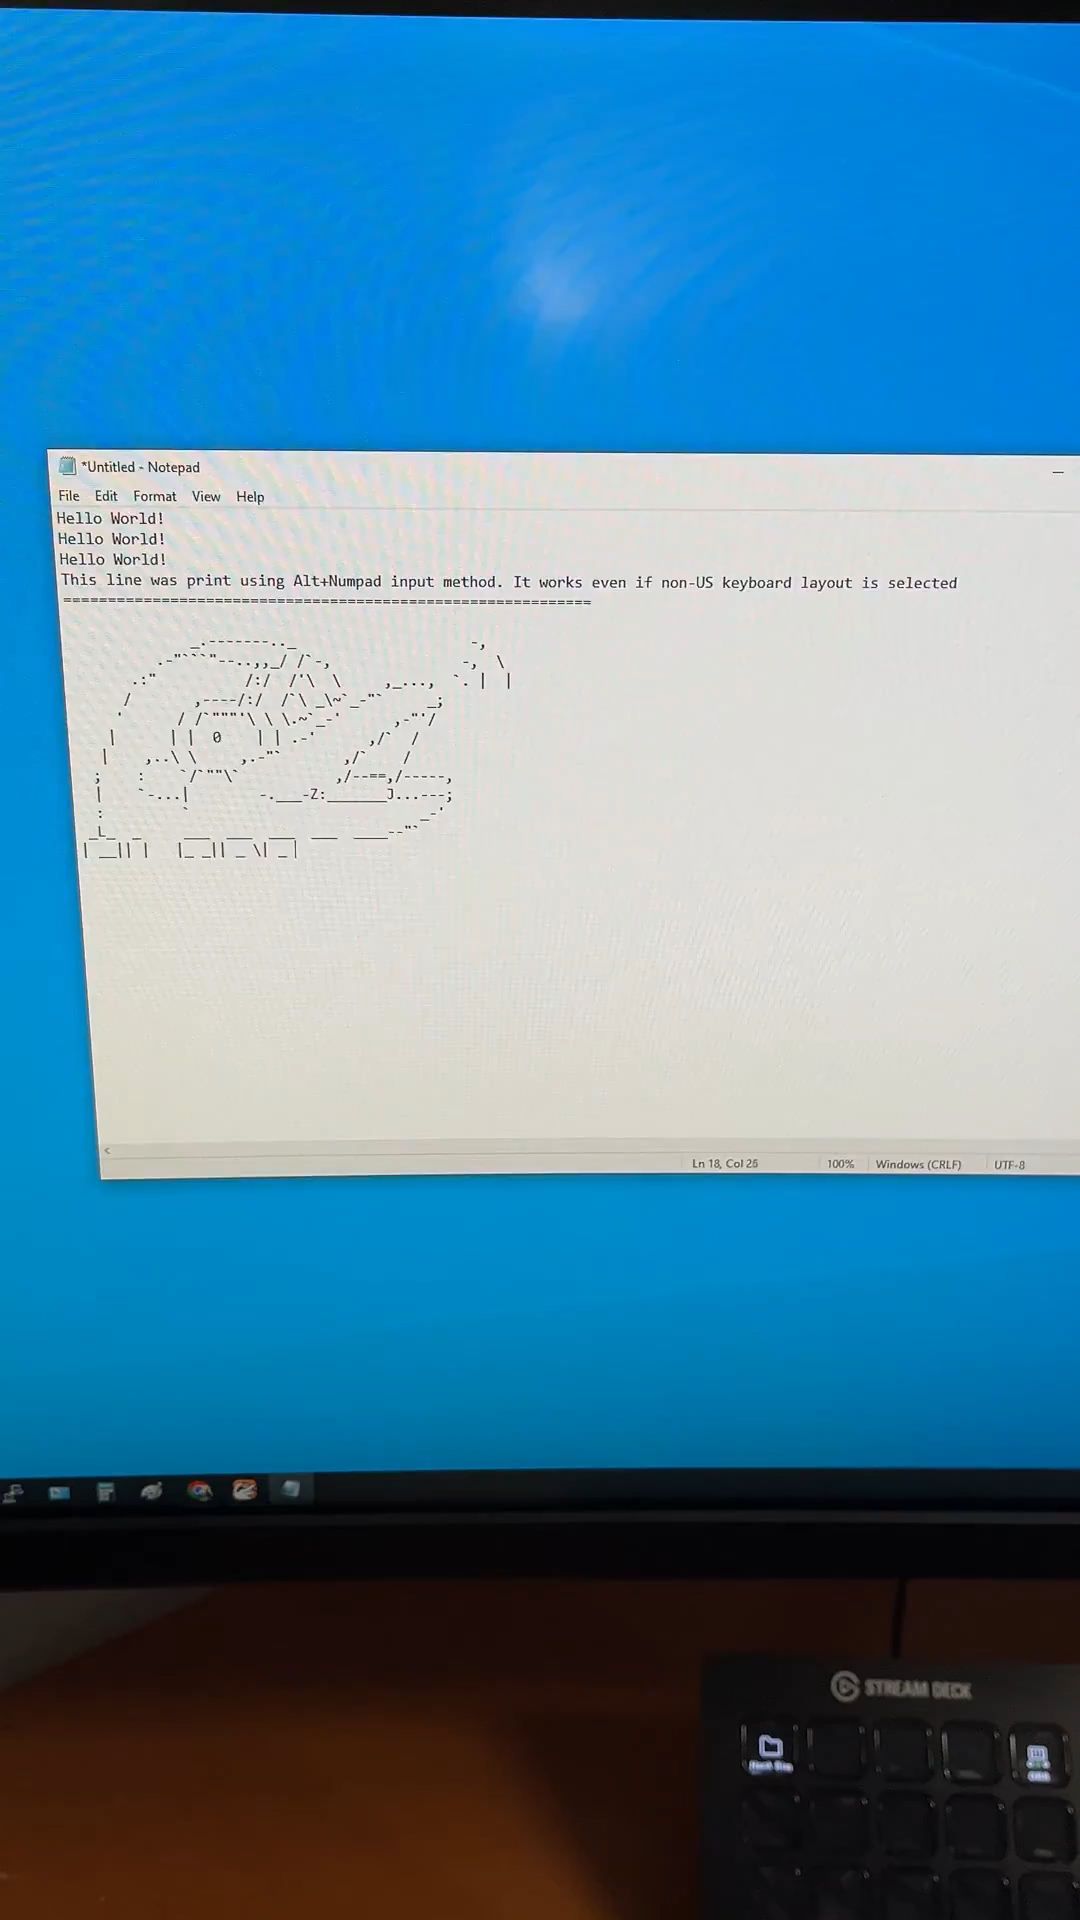 *Untitled - Notepad
File Edit Format View Help
Hello World!
Hello World!
Hello World!
This line was print using Alt+Numpad input method. It works even if non-US keyboard layout is selected
===========================================================
Ln 18, Col 25 100% Windows (CRLF) UTF-8
STREAM DECK